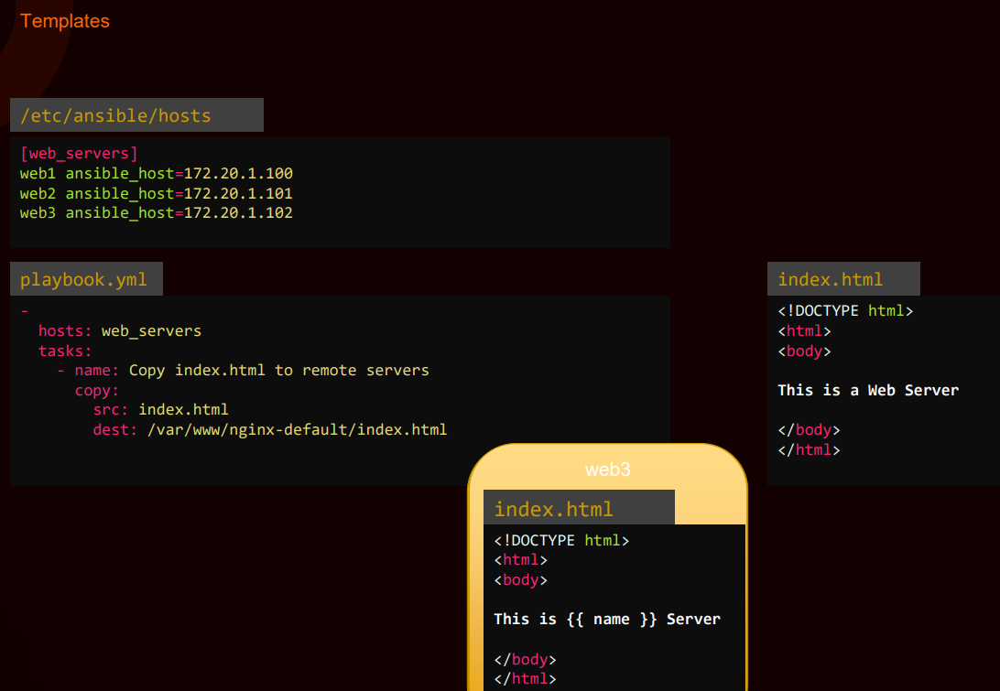 Templates
/etc/ansible/hosts
[web_servers]
web1 ansible_host=172.20.1.100
web2 ansible_host=172.20.1.101
web3 ansible_host=172.20.1.102
playbook.yml
-
  hosts: web_servers
  tasks:
    - name: Copy index.html to remote servers
      copy:
        src: index.html
        dest: /var/www/nginx-default/index.html
index.html
<!DOCTYPE html>
<html>
<body>
This is a Web Server
</body>
</html>
web3
index.html
<!DOCTYPE html>
<html>
<body>
This is {{ name }} Server
</body>
</html>